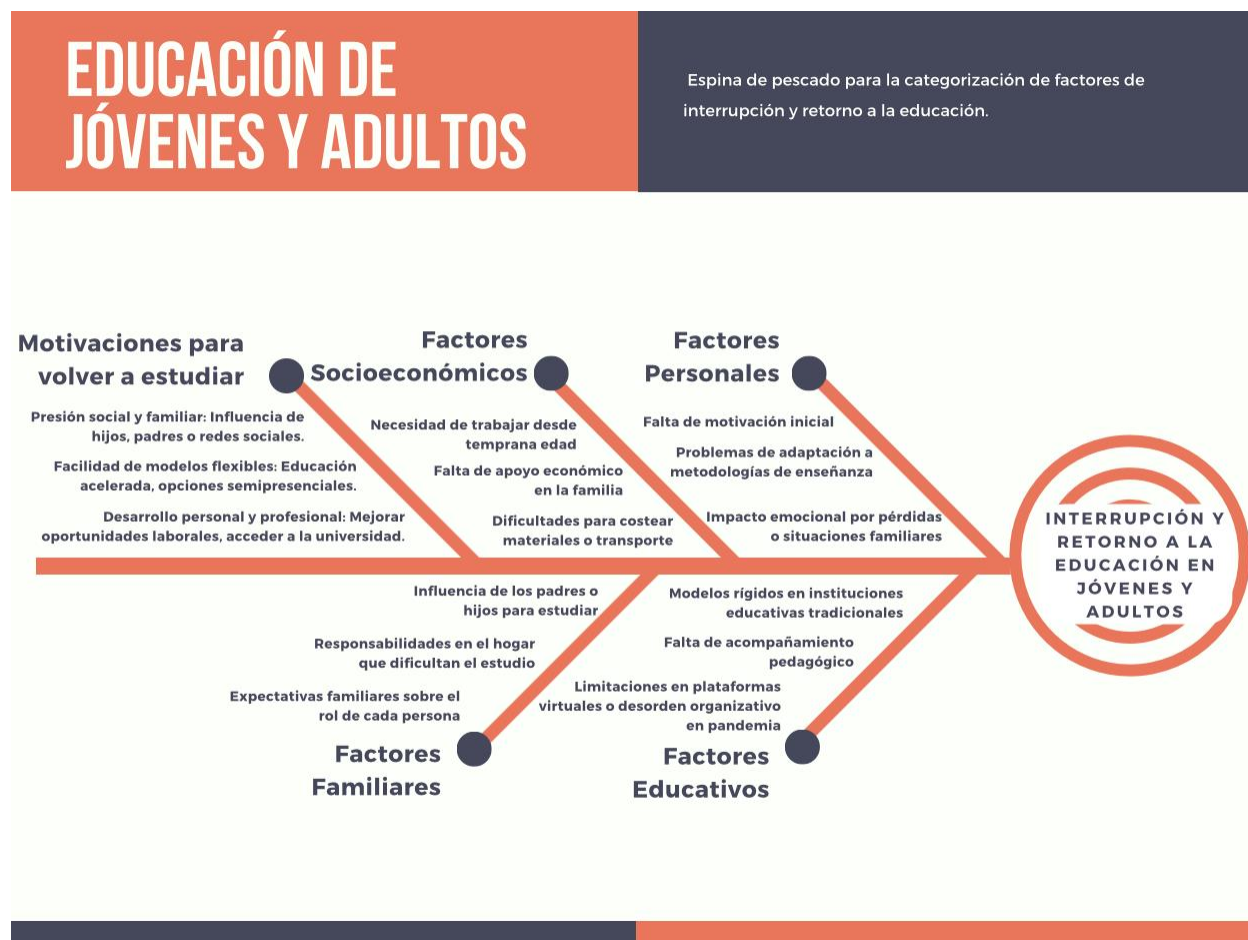 EDUCACIÓN DE
JÓVENES Y ADULTOS
Espina de pescado para la categorización de factores de
interrupción y retorno a la educación.
Motivaciones para
volver a estudiar
Presión social y familiar: Influencia de
hijos, padres o redes sociales.
Facilidad de modelos flexibles: Educación
acelerada, opciones semipresenciales.
Desarrollo personal y profesional: Mejorar
oportunidades laborales, acceder a la universidad.
Factores
Socioeconómicos
Necesidad de trabajar desde
temprana edad
Falta de apoyo económico
en la familia
Dificultades para costear
materiales o transporte
Factores
Personales
Falta de motivación inicial
Problemas de adaptación a
metodologías de enseñanza
Impacto emocional por pérdidas
o situaciones familiares
INTERRUPCIÓN Y
RETORNO A LA
EDUCACIÓN EN
JÓVENES Y
ADULTOS
Influencia de los padres o
hijos para estudiar
Responsabilidades en el hogar
que dificultan el estudio
Expectativas familiares sobre el
rol de cada persona
Factores
Familiares
Modelos rígidos en instituciones
educativas tradicionales
Falta de acompañamiento
pedagógico
Limitaciones en plataformas
virtuales o desorden organizativo
en pandemia
Factores
Educativos